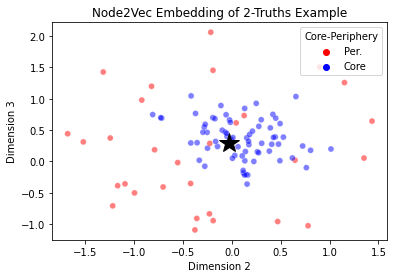 Node2Vec Embedding of 2-Truths Example
Core-Periphery
Per.
Core
2.0
1.5
1.0
0.5
0.0
−0.5
−1.0
Dimension 3
−1.5 −1.0 −0.5 0.0 0.5 1.0 1.5
Dimension 2